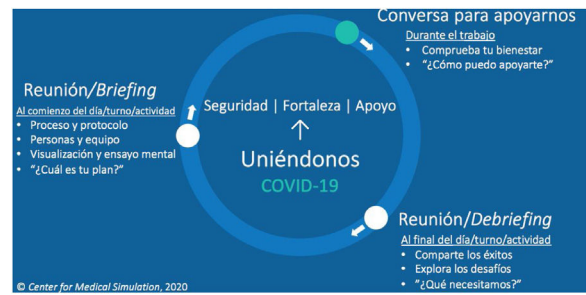 Conversa para apoyarnos
Durante el trabajo
• Comprueba tu bienestar
• "¿Cómo puedo apoyarte?"
Reunión/Briefing
Al comienzo del día/turno/actividad
• Proceso y protocolo
• Personas y equipo
• Visualización y ensayo mental
• "¿Cuál es tu plan?"
Seguridad | Fortaleza | Apoyo
Uniéndonos
COVID-19
Reunión/Debriefing
Al final del día/turno/actividad
• Comparte los éxitos
• Explora los desafíos
• "¿Qué necesitamos?"
© Center for Medical Simulation, 2020